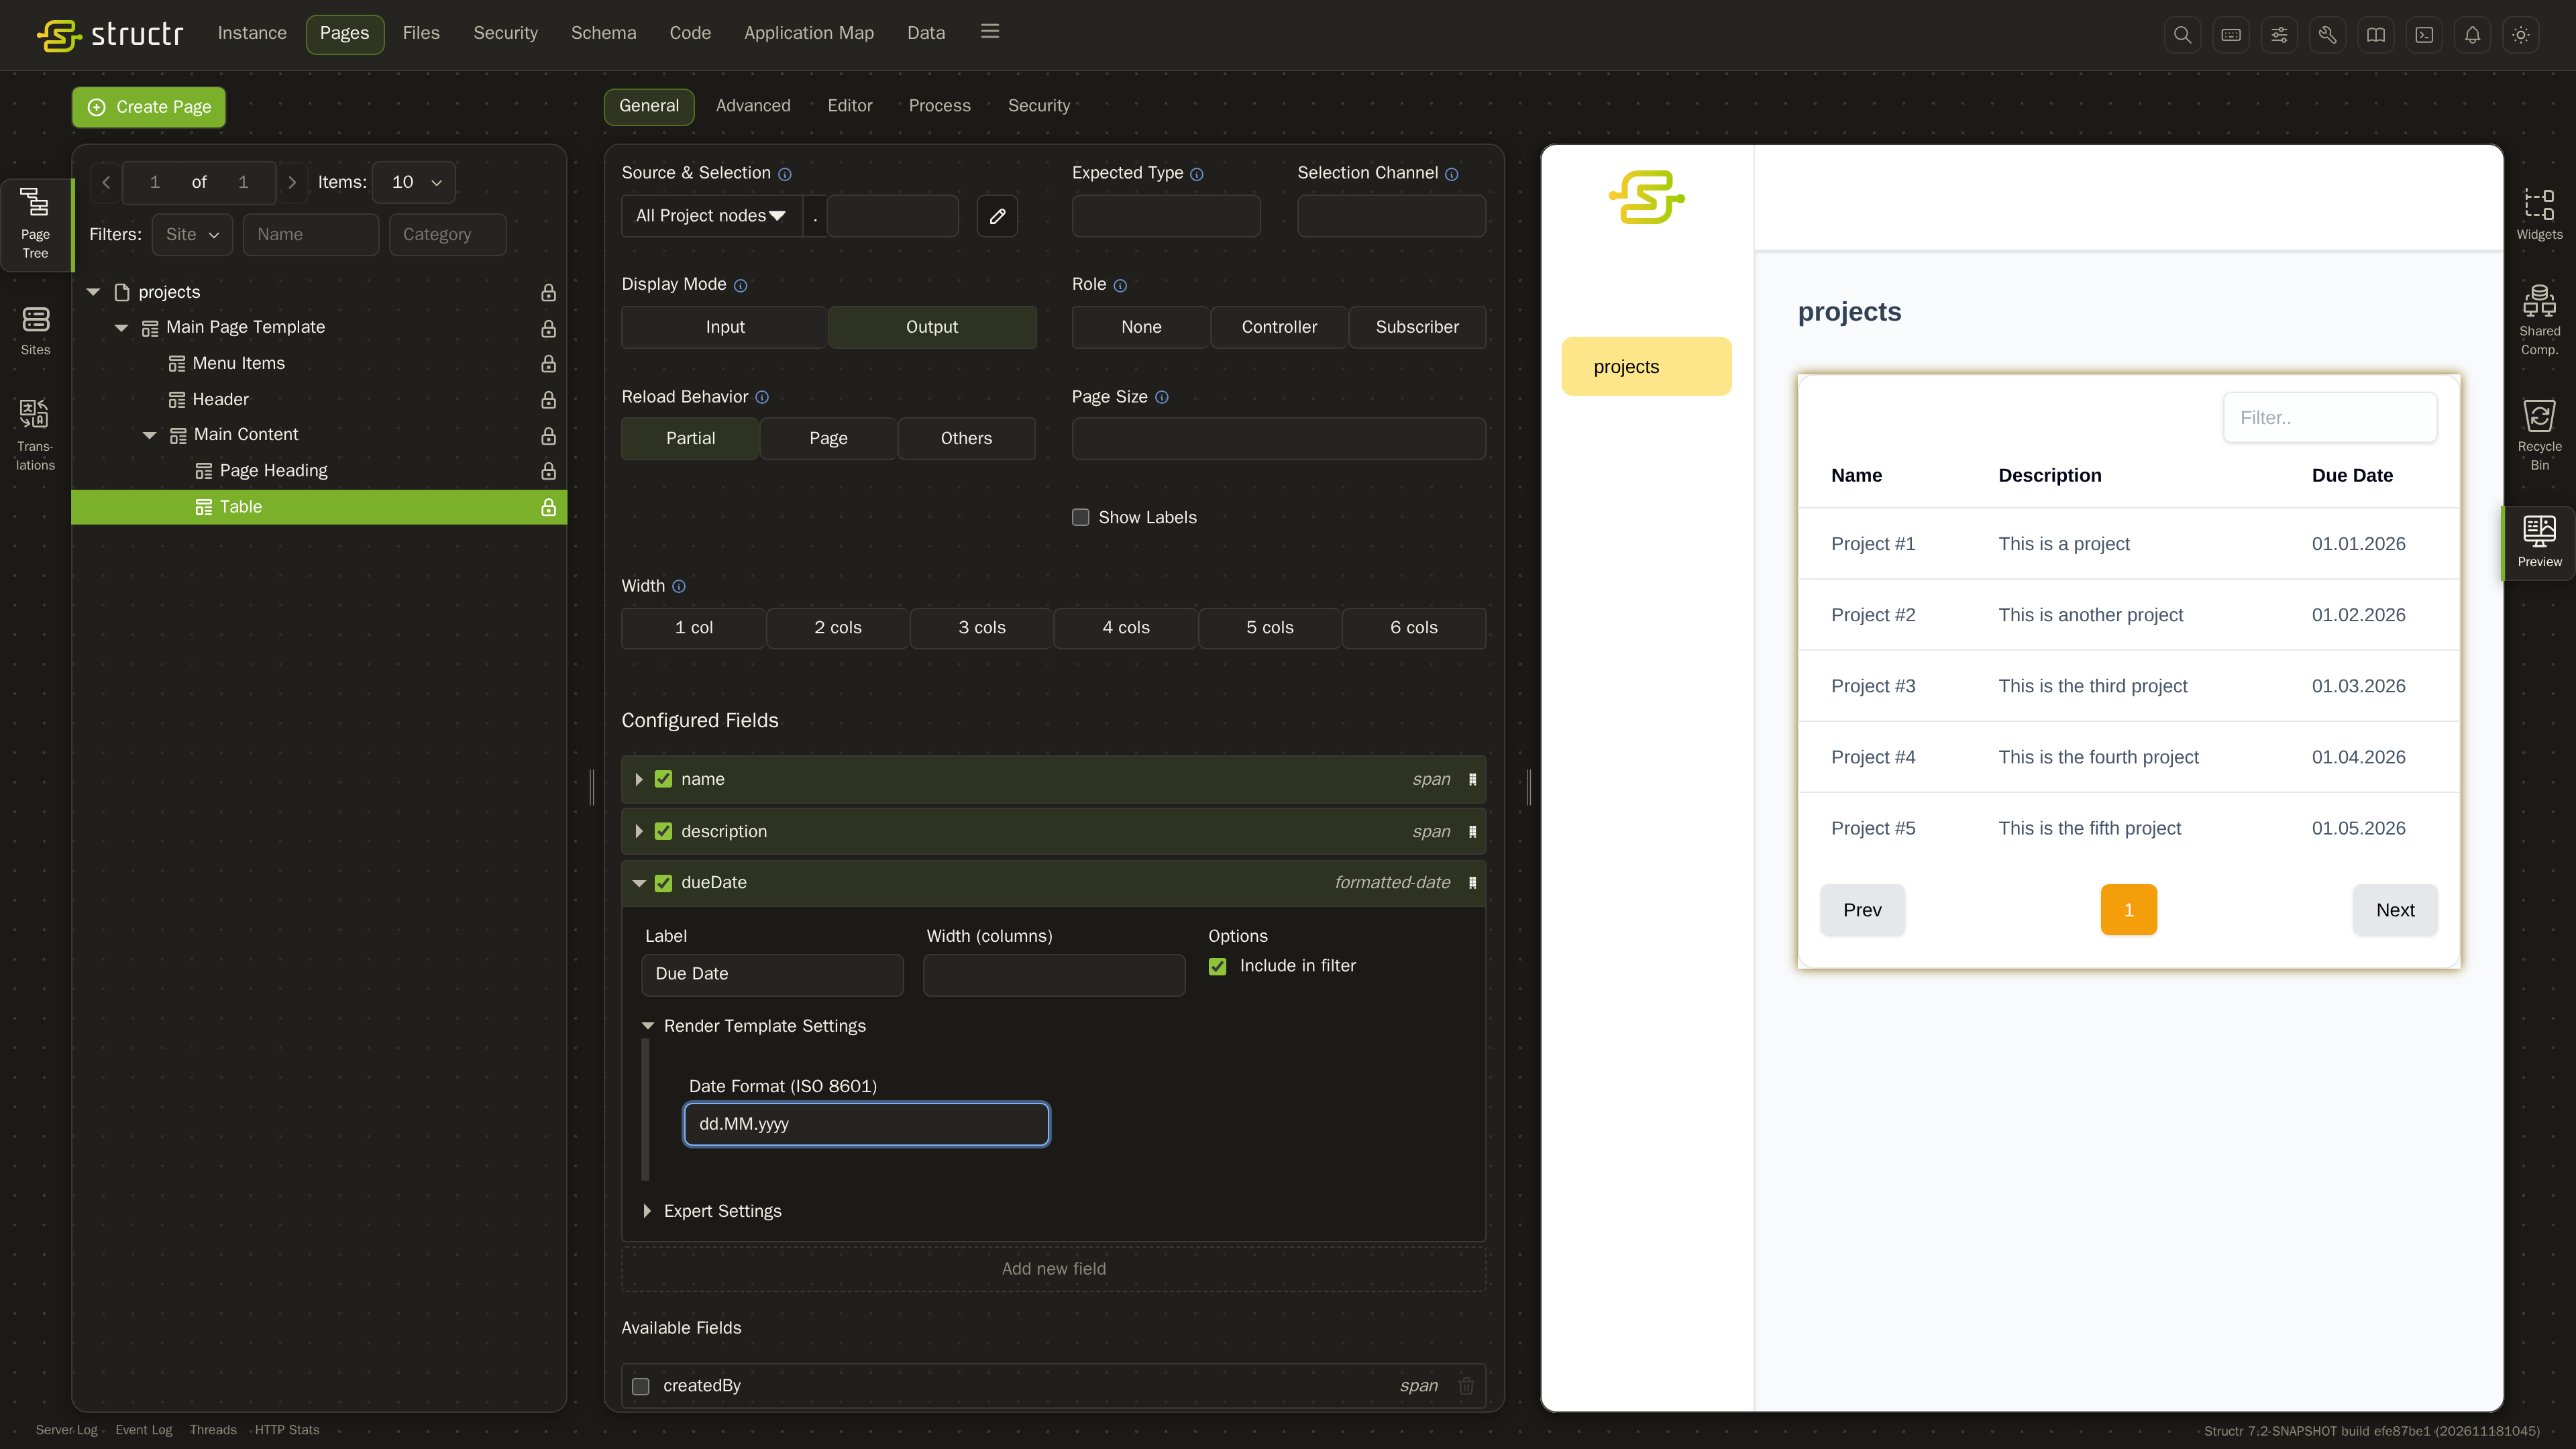 structr
Instance
Pages
Files
Security
Schema
Code
Application Map
Data
Create Page
General
Advanced
Editor
Process
Security
Page
Tree
Sites
Trans-
lations
1 of 1
Items: 10
Filters: Site Name Category
projects
Main Page Template
Menu Items
Header
Main Content
Page Heading
Table
Source & Selection
All Project nodes .
Expected Type
Selection Channel
Display Mode
Input
Output
Role
None
Controller
Subscriber
Reload Behavior
Partial
Page
Others
Page Size
Show Labels
Width
1 col
2 cols
3 cols
4 cols
5 cols
6 cols
Configured Fields
name span
description span
dueDate formatted-date
Label
Due Date
Width (columns)
Options
Include in filter
Render Template Settings
Date Format (ISO 8601)
dd.MM.yyyy
Expert Settings
Add new field
Available Fields
createdBy span
projects
projects
Filter..
Name Description Due Date
Project #1 This is a project 01.01.2026
Project #2 This is another project 01.02.2026
Project #3 This is the third project 01.03.2026
Project #4 This is the fourth project 01.04.2026
Project #5 This is the fifth project 01.05.2026
Prev 1 Next
Widgets
Shared
Comp.
Recycle
Bin
Preview
Server Log Event Log Threads HTTP Stats
Structr 7.2-SNAPSHOT build efe87be1 (202611181045)